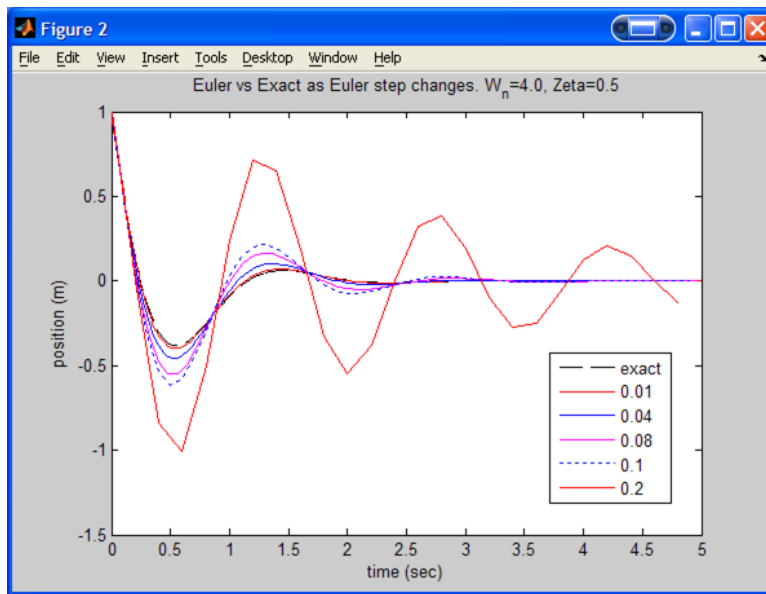 Figure 2
File Edit View Insert Tools Desktop Window Help
Euler vs Exact as Euler step changes. Wn=4.0, Zeta=0.5
1
0.5
0
-0.5
-1
-1.5
position (m)
exact
0.01
0.04
0.08
0.1
0.2
0 0.5 1 1.5 2 2.5 3 3.5 4 4.5 5
time (sec)